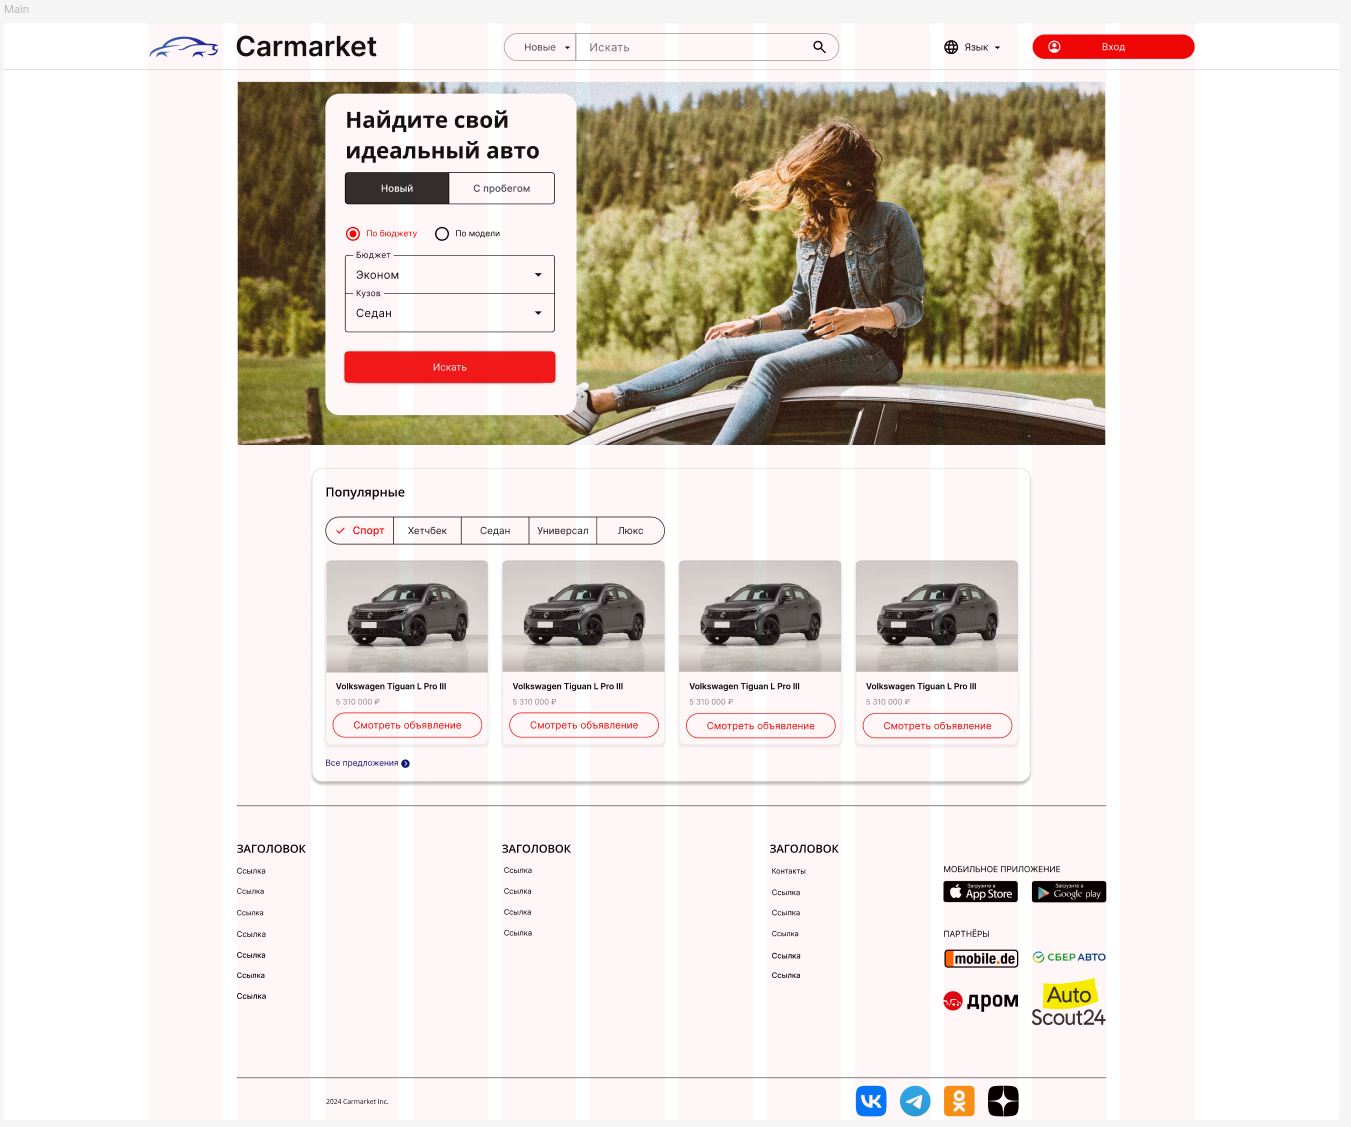 Main
Carmarket
Новые
Искать
Язык
Вход
Найдите свой
идеальный авто
Новый
С пробегом
По бюджету
По модели
Бюджет
Эконом
Кузов
Седан
Искать
Популярные
Спорт
Хетчбек
Седан
Универсал
Люкс
Volkswagen Tiguan L Pro III
5 310 000 ₽
Смотреть объявление
Volkswagen Tiguan L Pro III
5 310 000 ₽
Смотреть объявление
Volkswagen Tiguan L Pro III
5 310 000 ₽
Смотреть объявление
Volkswagen Tiguan L Pro III
5 310 000 ₽
Смотреть объявление
Все предложения
ЗАГОЛОВОК
Ссылка
Ссылка
Ссылка
Ссылка
Ссылка
Ссылка
Ссылка
ЗАГОЛОВОК
Ссылка
Ссылка
Ссылка
Ссылка
ЗАГОЛОВОК
Контакты
Ссылка
Ссылка
Ссылка
Ссылка
Ссылка
МОБИЛЬНОЕ ПРИЛОЖЕНИЕ
Загрузите в
App Store
Загрузите в
Google play
ПАРТНЁРЫ
mobile.de
СБЕР АВТО
дром
Auto
Scout24
2024 Carmarket Inc.